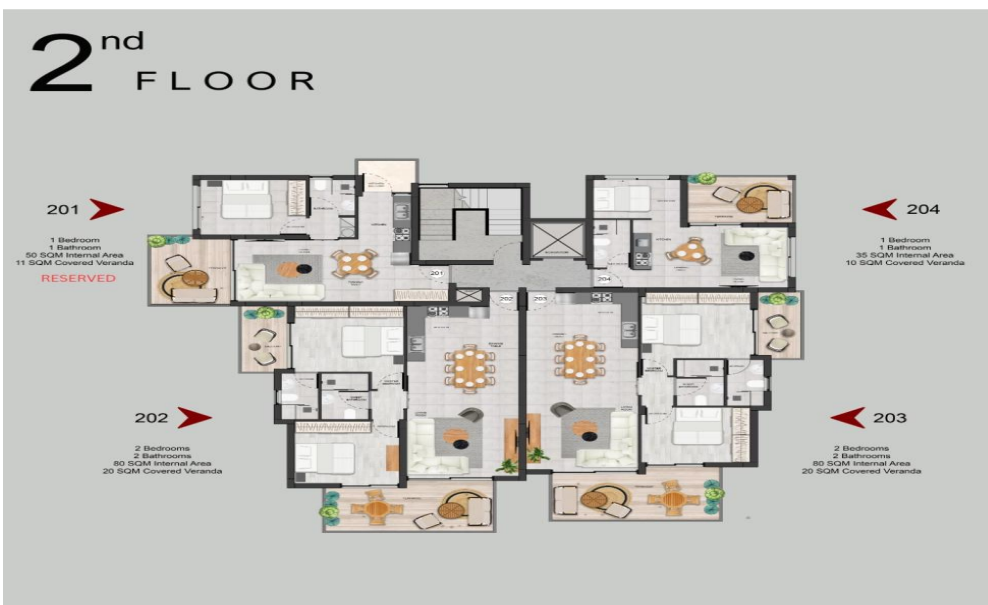 2nd
FLOOR
201
1 Bedroom
1 Bathroom
50 SQM Internal Area
11 SQM Covered Veranda
RESERVED
204
1 Bedroom
1 Bathroom
35 SQM Internal Area
10 SQM Covered Veranda
201
204
202
203
202
2 Bedrooms
2 Bathrooms
80 SQM Internal Area
20 SQM Covered Veranda
203
2 Bedrooms
2 Bathrooms
80 SQM Internal Area
20 SQM Covered Veranda